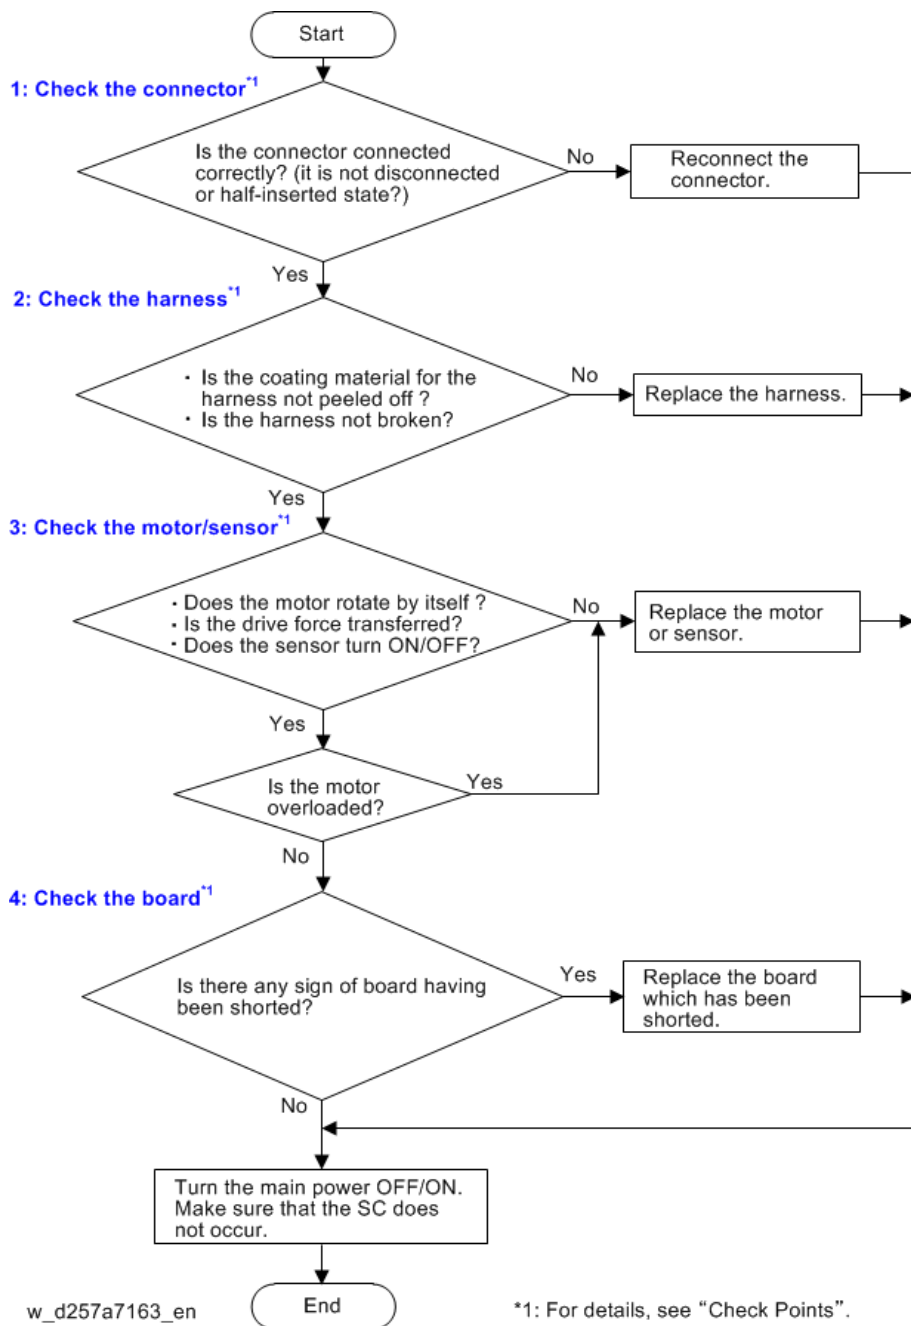 Start
1: Check the connector*1
Is the connector connected
correctly? (it is not disconnected
or half-inserted state?)
No
Reconnect the
connector.
Yes
2: Check the harness*1
・ Is the coating material for the
harness not peeled off ?
・ Is the harness not broken?
No
Replace the harness.
Yes
3: Check the motor/sensor*1
・Does the motor rotate by itself ?
・Is the drive force transferred?
・Does the sensor turn ON/OFF?
No
Replace the motor
or sensor.
Yes
Is the motor
overloaded?
Yes
No
4: Check the board*1
Is there any sign of board having
been shorted?
Yes
Replace the board
which has been
shorted.
No
Turn the main power OFF/ON.
Make sure that the SC does
not occur.
End
w_d257a7163_en
*1: For details, see “Check Points”.